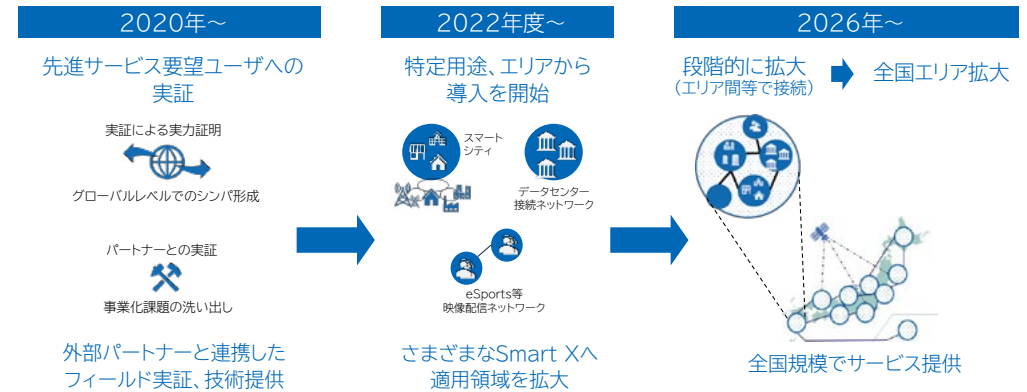 2020年～
先進サービス要望ユーザへの
実証
実証による実力証明
グローバルレベルでのシンパ形成
パートナーとの実証
事業化課題の洗い出し
外部パートナーと連携した
フィールド実証、技術提供
2022年度～
特定用途、エリアから
導入を開始
スマート
シティ
データセンター
接続ネットワーク
eSports等
映像配信ネットワーク
さまざまなSmart Xへ
適用領域を拡大
2026年～
段階的に拡大
(エリア間等で接続)
全国エリア拡大
全国規模でサービス提供